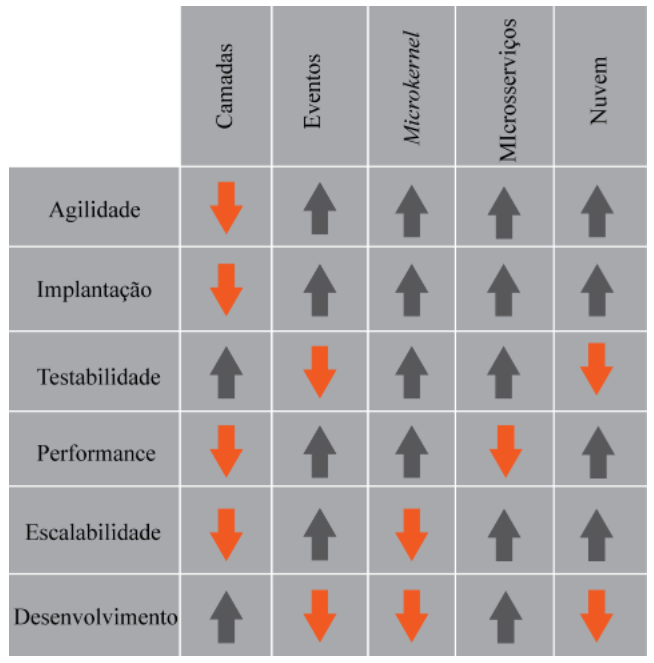 Camadas
Eventos
Microkernel
MIcrosserviços
Nuvem
Agilidade
Implantação
Testabilidade
Performance
Escalabilidade
Desenvolvimento